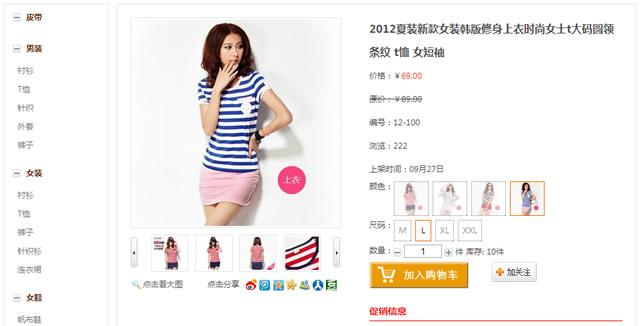 皮带
男装
衬衫
T恤
针织
外套
裤子
女装
衬衫
T恤
裤子
针织衫
连衣裙
女鞋
帆布鞋
上衣
点击看大图
点击分享
2012夏装新款女装韩版修身上衣时尚女士t大码圆领
条纹 t恤 女短袖
价格：￥69.00
原价：￥89.00
编号：12-100
浏览：222
上架时间：09月27日
颜色：
尺码： M L XL XXL
数量： 1 件 库存: 10件
加入购物车
加关注
促销信息